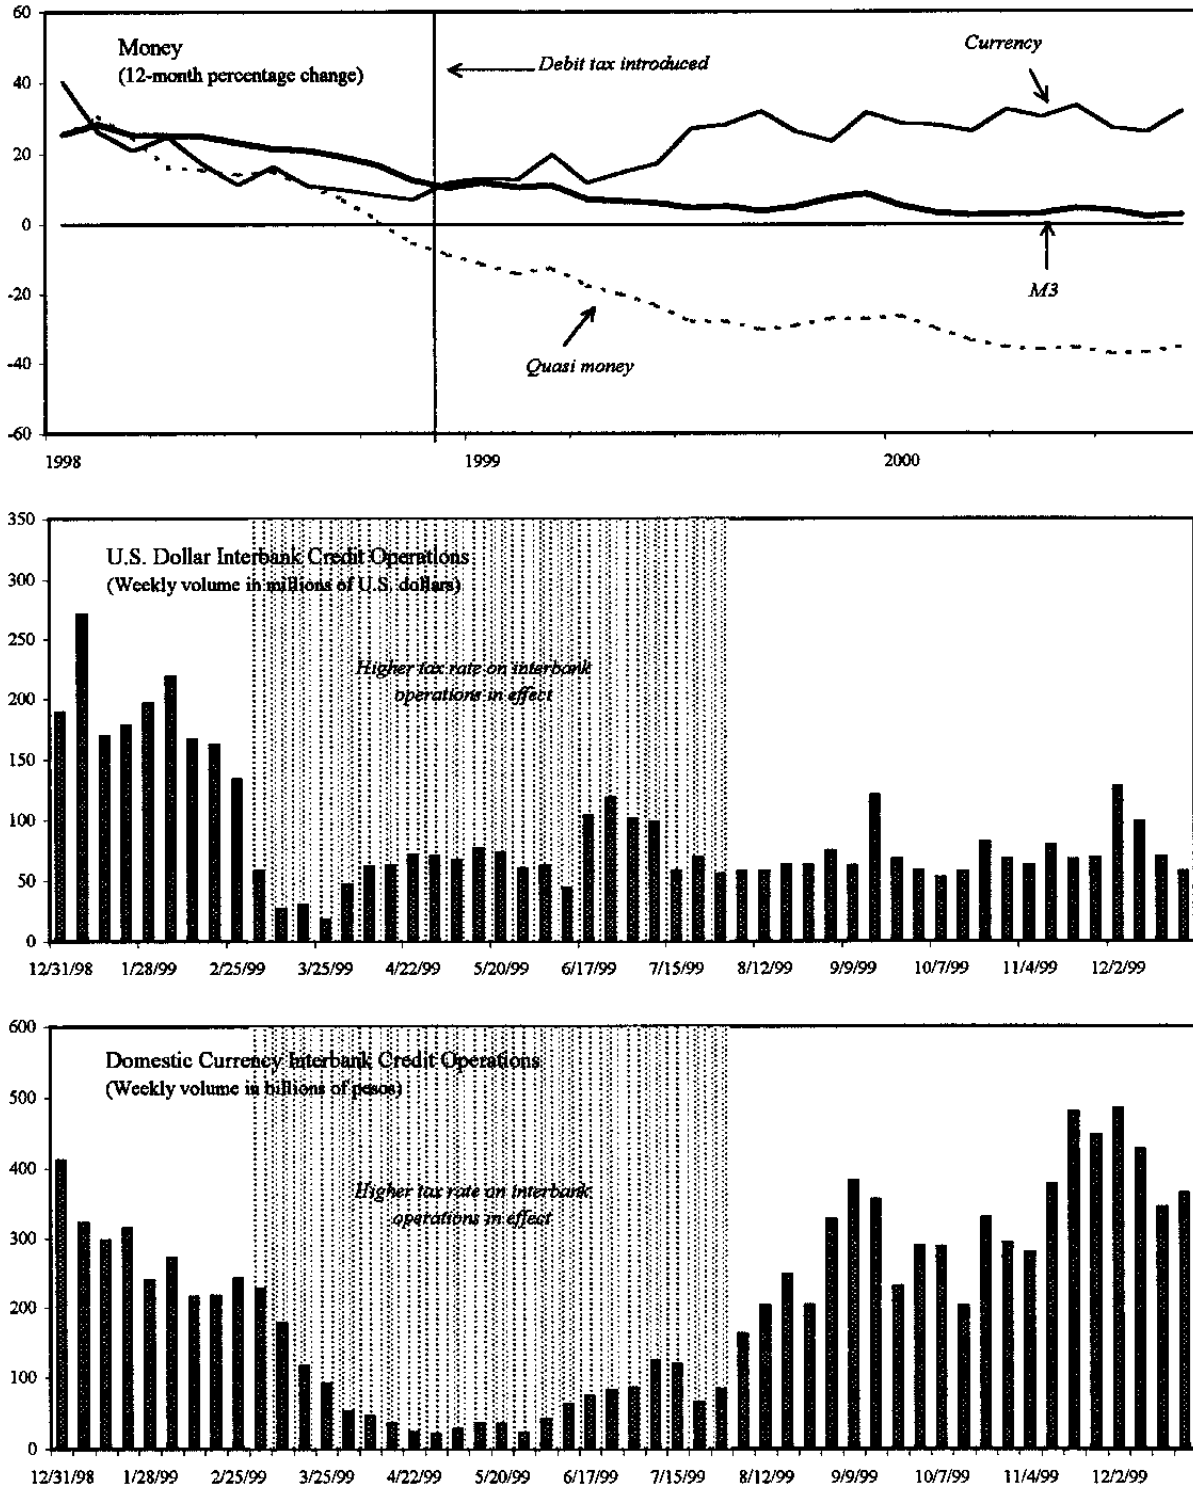 60
Money
(12-month percentage change)
Debit tax introduced
Currency
40
20
0
-20
M3
Quasi money
-40
-60
1998 1999 2000
350
U.S. Dollar Interbank Credit Operations
(Weekly volume in millions of U.S. dollars)
300
250
Higher tax rate on interbank
operations in effect
200
150
100
50
0
12/31/98 1/28/99 2/25/99 3/25/99 4/22/99 5/20/99 6/17/99 7/15/99 8/12/99 9/9/99 10/7/99 11/4/99 12/2/99
600
Domestic Currency Interbank Credit Operations
(Weekly volume in billions of pesos)
500
400
Higher tax rate on interbank
operations in effect
300
200
100
0
12/31/98 1/28/99 2/25/99 3/25/99 4/22/99 5/20/99 6/17/99 7/15/99 8/12/99 9/9/99 10/7/99 11/4/99 12/2/99